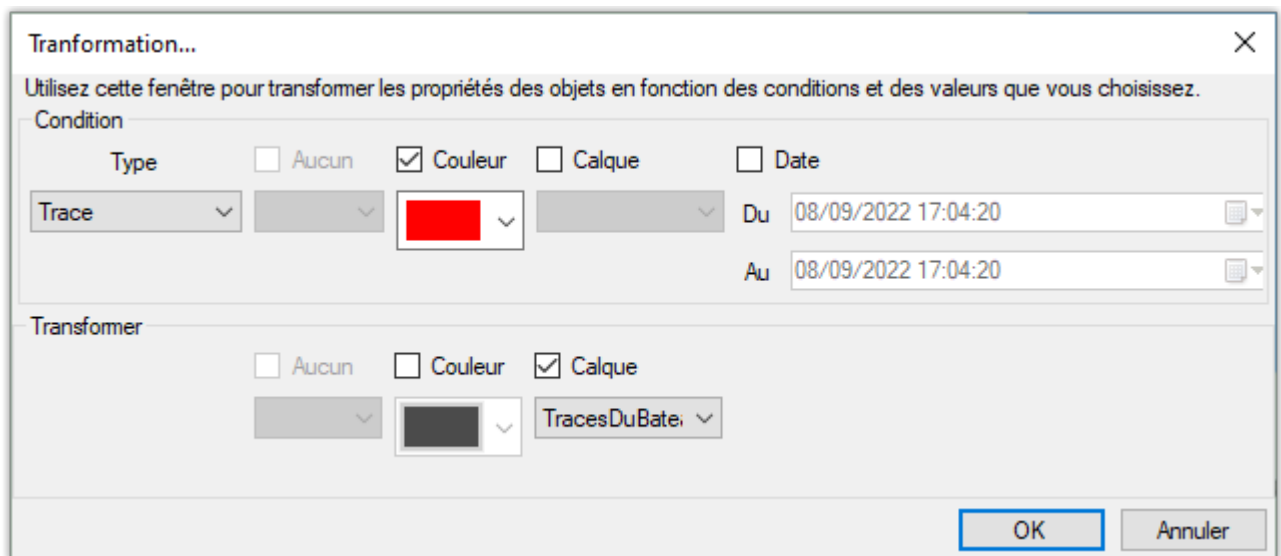 Tranformation...
Utilisez cette fenêtre pour transformer les propriétés des objets en fonction des conditions et des valeurs que vous choisissez.
Condition
Type Aucun Couleur Calque Date
Trace Du 08/09/2022 17:04:20
Au 08/09/2022 17:04:20
Transformer
Aucun Couleur Calque
TracesDuBate
OK Annuler